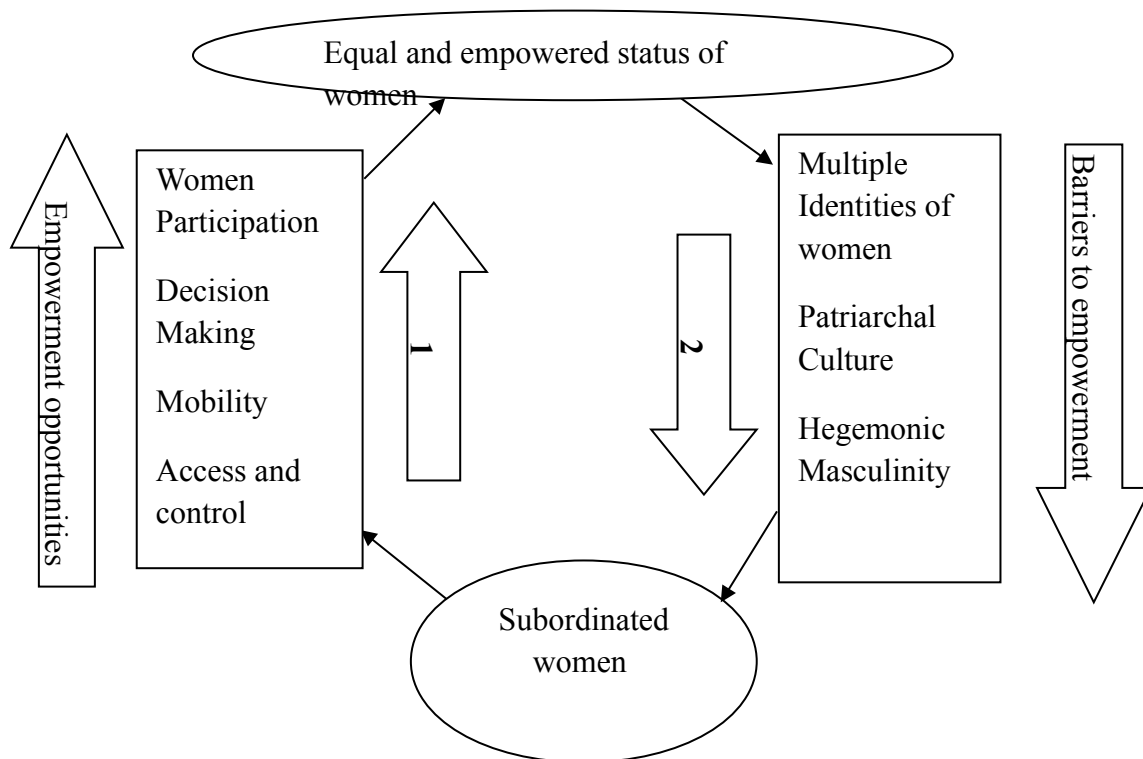 Equal and empowered status of
women
Empowerment opportunities
Women
Participation
Decision
Making
Mobility
Access and
control
1
2
Multiple
Identities of
women
Patriarchal
Culture
Hegemonic
Masculinity
Barriers to empowerment
Subordinated
women